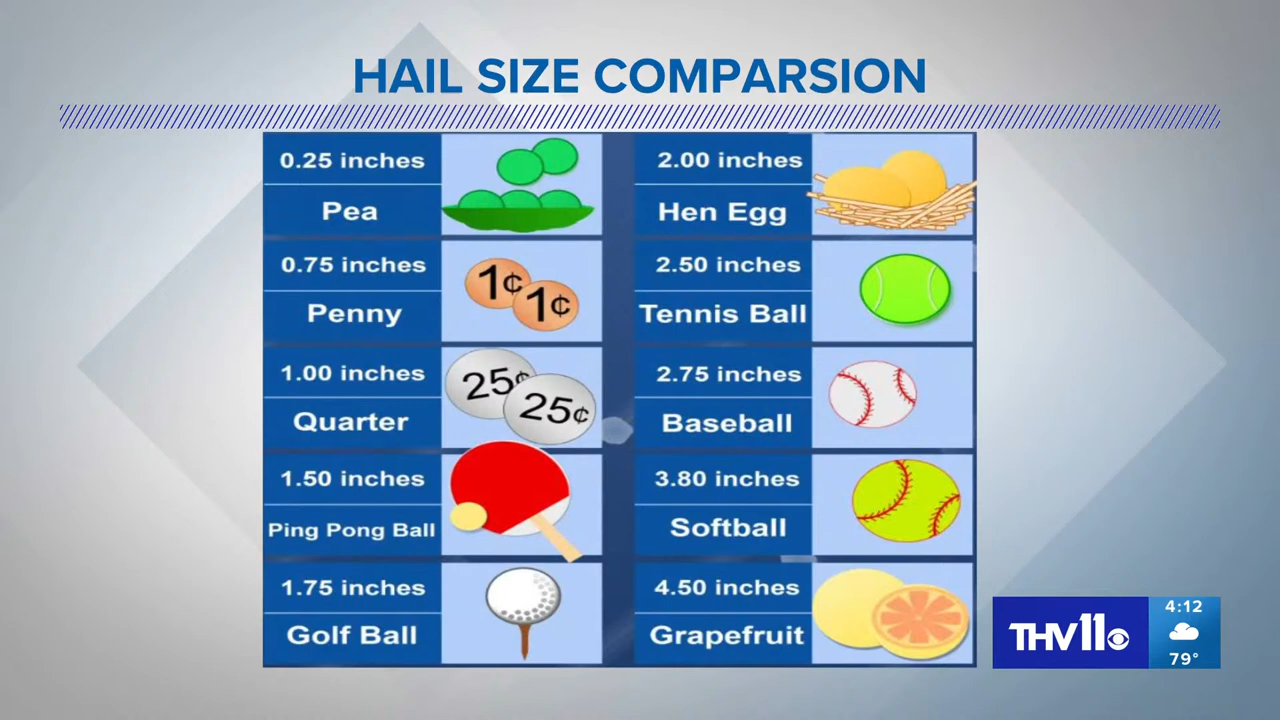 HAIL SIZE COMPARSION
0.25 inches
Pea
0.75 inches
Penny
1¢
1¢
1.00 inches
Quarter
25¢
25¢
1.50 inches
Ping Pong Ball
1.75 inches
Golf Ball
2.00 inches
Hen Egg
2.50 inches
Tennis Ball
2.75 inches
Baseball
3.80 inches
Softball
4.50 inches
Grapefruit
THV11
4:12
79°